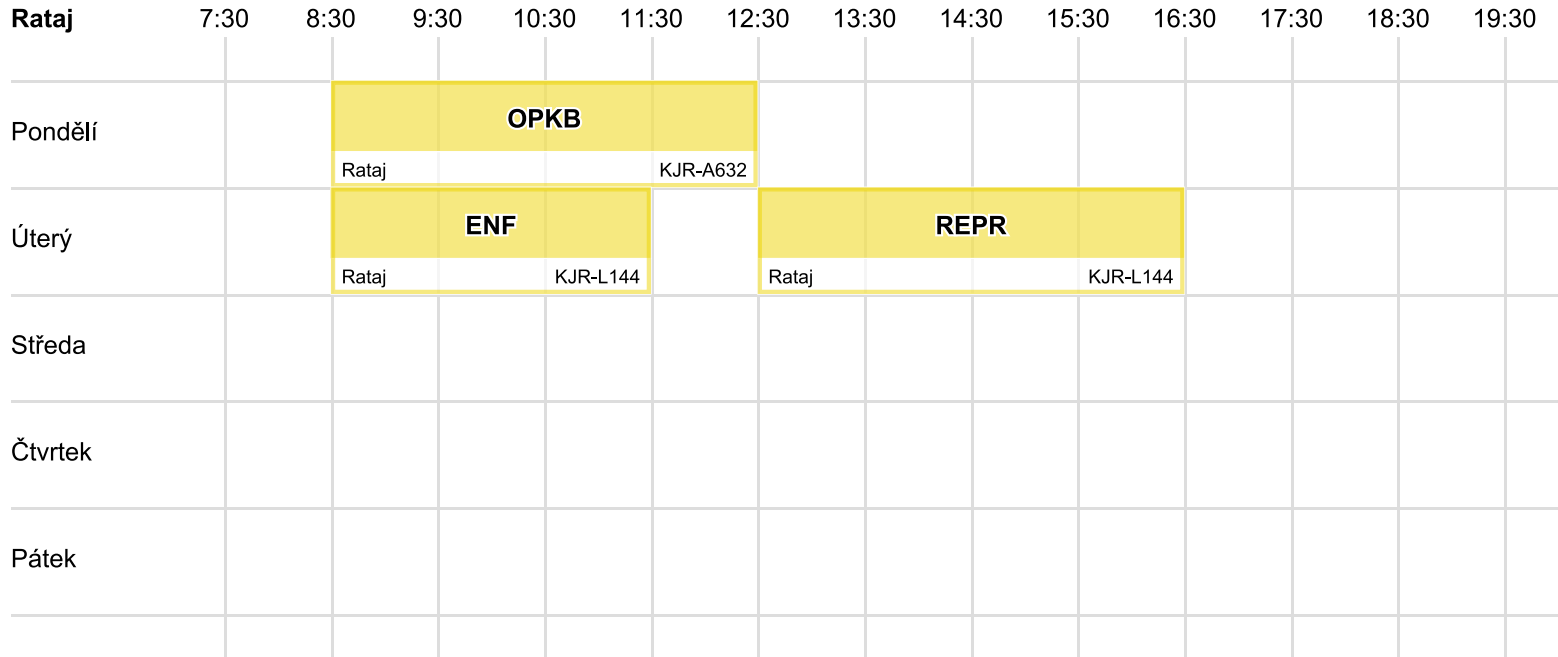 Rataj 7:30 8:30 9:30 10:30 11:30 12:30 13:30 14:30 15:30 16:30 17:30 18:30 19:30
Pondělí
OPKB
Rataj KJR-A632
Úterý
ENF
Rataj KJR-L144
REPR
Rataj KJR-L144
Středa
Čtvrtek
Pátek